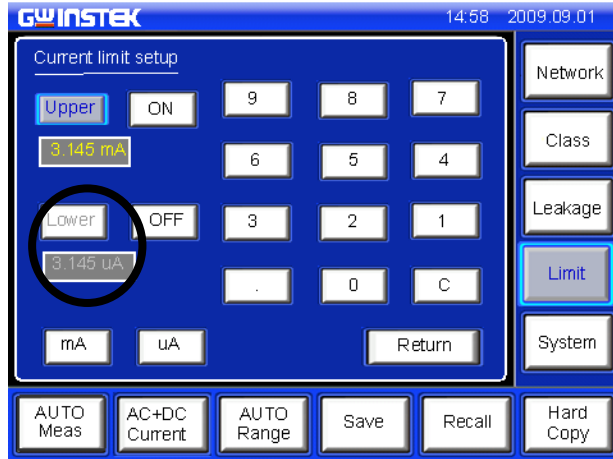 GWINSTEK 14:58 2009.09.01
Current limit setup
Upper ON 9 8 7
3.145 mA
6 5 4
Lower OFF 3 2 1
3.145 uA
. 0 C
mA uA Return
Network
Class
Leakage
Limit
System
AUTO
Meas
AC+DC
Current
AUTO
Range
Save
Recall
Hard
Copy